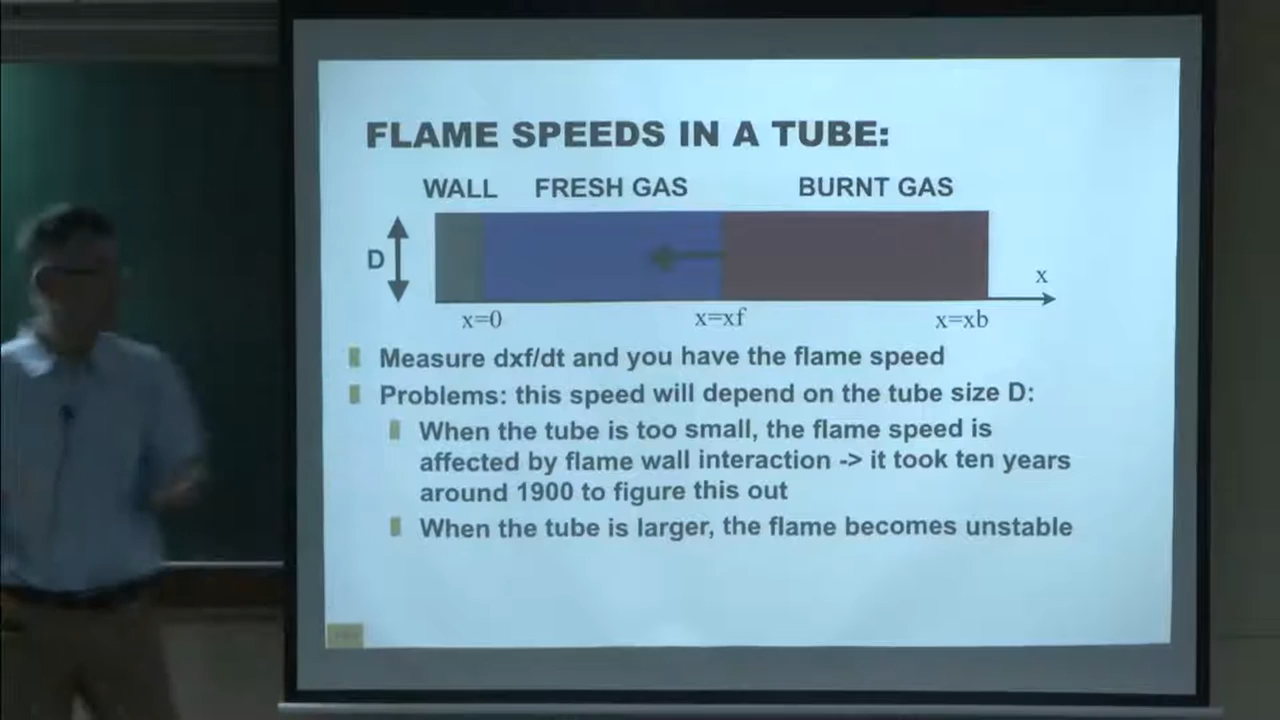 FLAME SPEEDS IN A TUBE:
WALL FRESH GAS BURNT GAS
D
x
x=0 x=xf x=xb
Measure dxf/dt and you have the flame speed
Problems: this speed will depend on the tube size D:
When the tube is too small, the flame speed is
affected by flame wall interaction -> it took ten years
around 1900 to figure this out
When the tube is larger, the flame becomes unstable